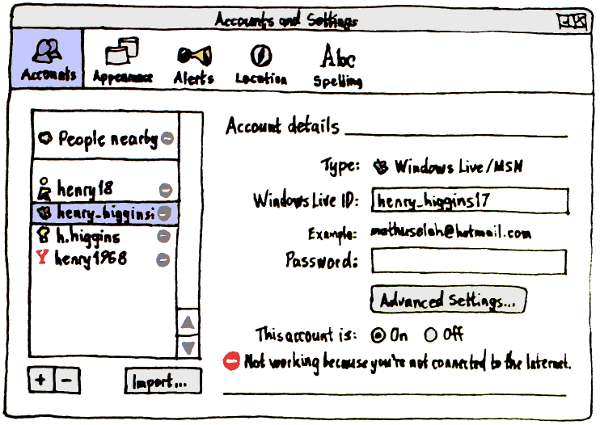 Accounts and Settings
Accounts
Appearance
Alerts
Location
Abc
Spelling
People nearby
henry18
henry_higginsi
h.higgins
henry1968
+ −
Import...
Account details
Type: Windows Live/MSN
Windows Live ID: henry_higgins17
Example: mathuselah@hotmail.com
Password:
Advanced Settings...
This account is: On Off
Not working because you're not connected to the Internet.